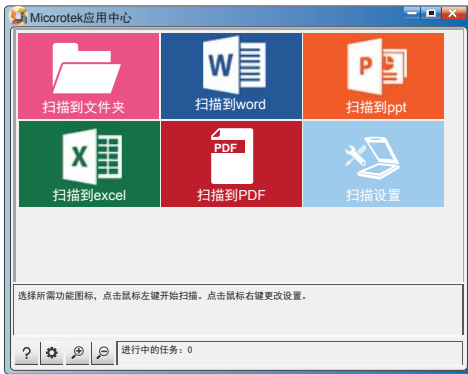 Micorotek应用中心
扫描到文件夹
W
扫描到word
P
扫描到ppt
X
扫描到excel
PDF
扫描到PDF
扫描设置
选择所需功能图标，点击鼠标左键开始扫描。点击鼠标右键更改设置。
? 进行中的任务：0